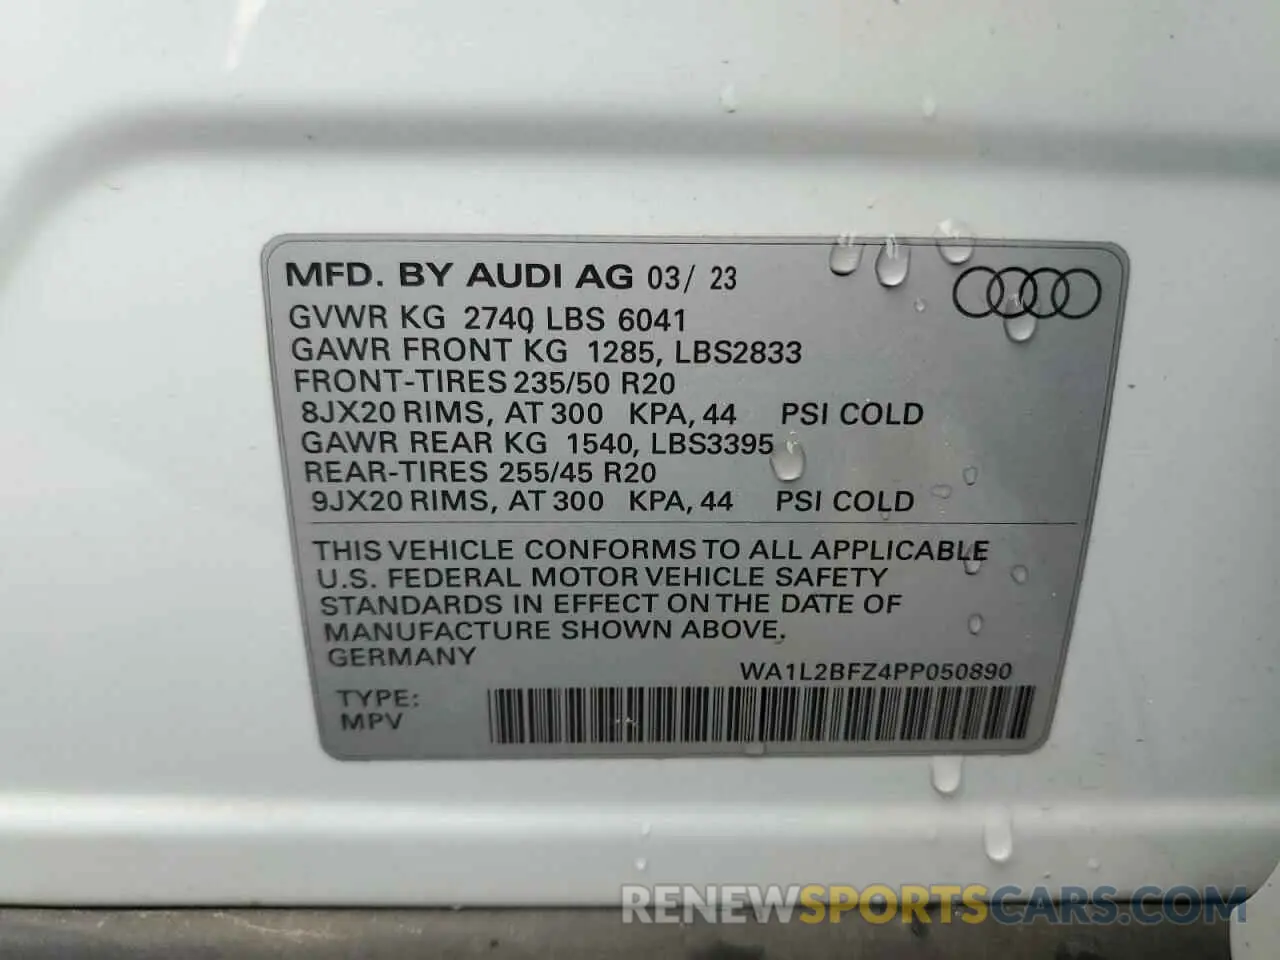 MFD. BY AUDI AG 03/ 23
GVWR KG 2740 LBS 6041
GAWR FRONT KG 1285, LBS2833
FRONT-TIRES 235/50 R20
8JX20 RIMS, AT 300 KPA, 44 PSI COLD
GAWR REAR KG 1540, LBS3395
REAR-TIRES 255/45 R20
9JX20 RIMS, AT 300 KPA, 44 PSI COLD
THIS VEHICLE CONFORMS TO ALL APPLICABLE
U.S. FEDERAL MOTOR VEHICLE SAFETY
STANDARDS IN EFFECT ON THE DATE OF
MANUFACTURE SHOWN ABOVE.
GERMANY
WA1L2BFZ4PP050890
TYPE:
MPV
RENEWSPORTSCARS.COM